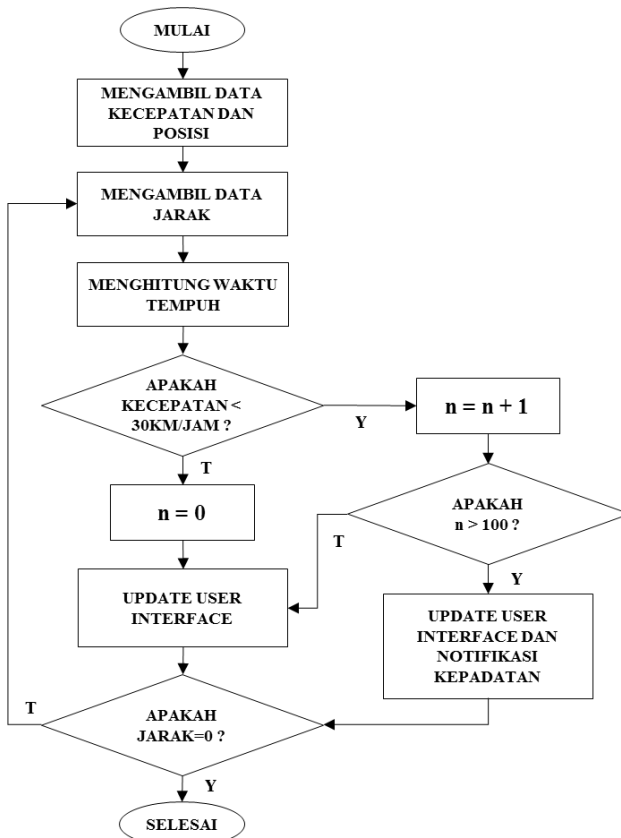 MULAI
MENGAMBIL DATA
KECEPATAN DAN
POSISI
MENGAMBIL DATA
JARAK
MENGHITUNG WAKTU
TEMPUH
APAKAH
KECEPATAN <
30KM/JAM ?
Y
n = n + 1
T
n = 0
APAKAH
n > 100 ?
T
Y
UPDATE USER
INTERFACE
UPDATE USER
INTERFACE DAN
NOTIFIKASI
KEPADATAN
T
APAKAH
JARAK=0 ?
Y
SELESAI